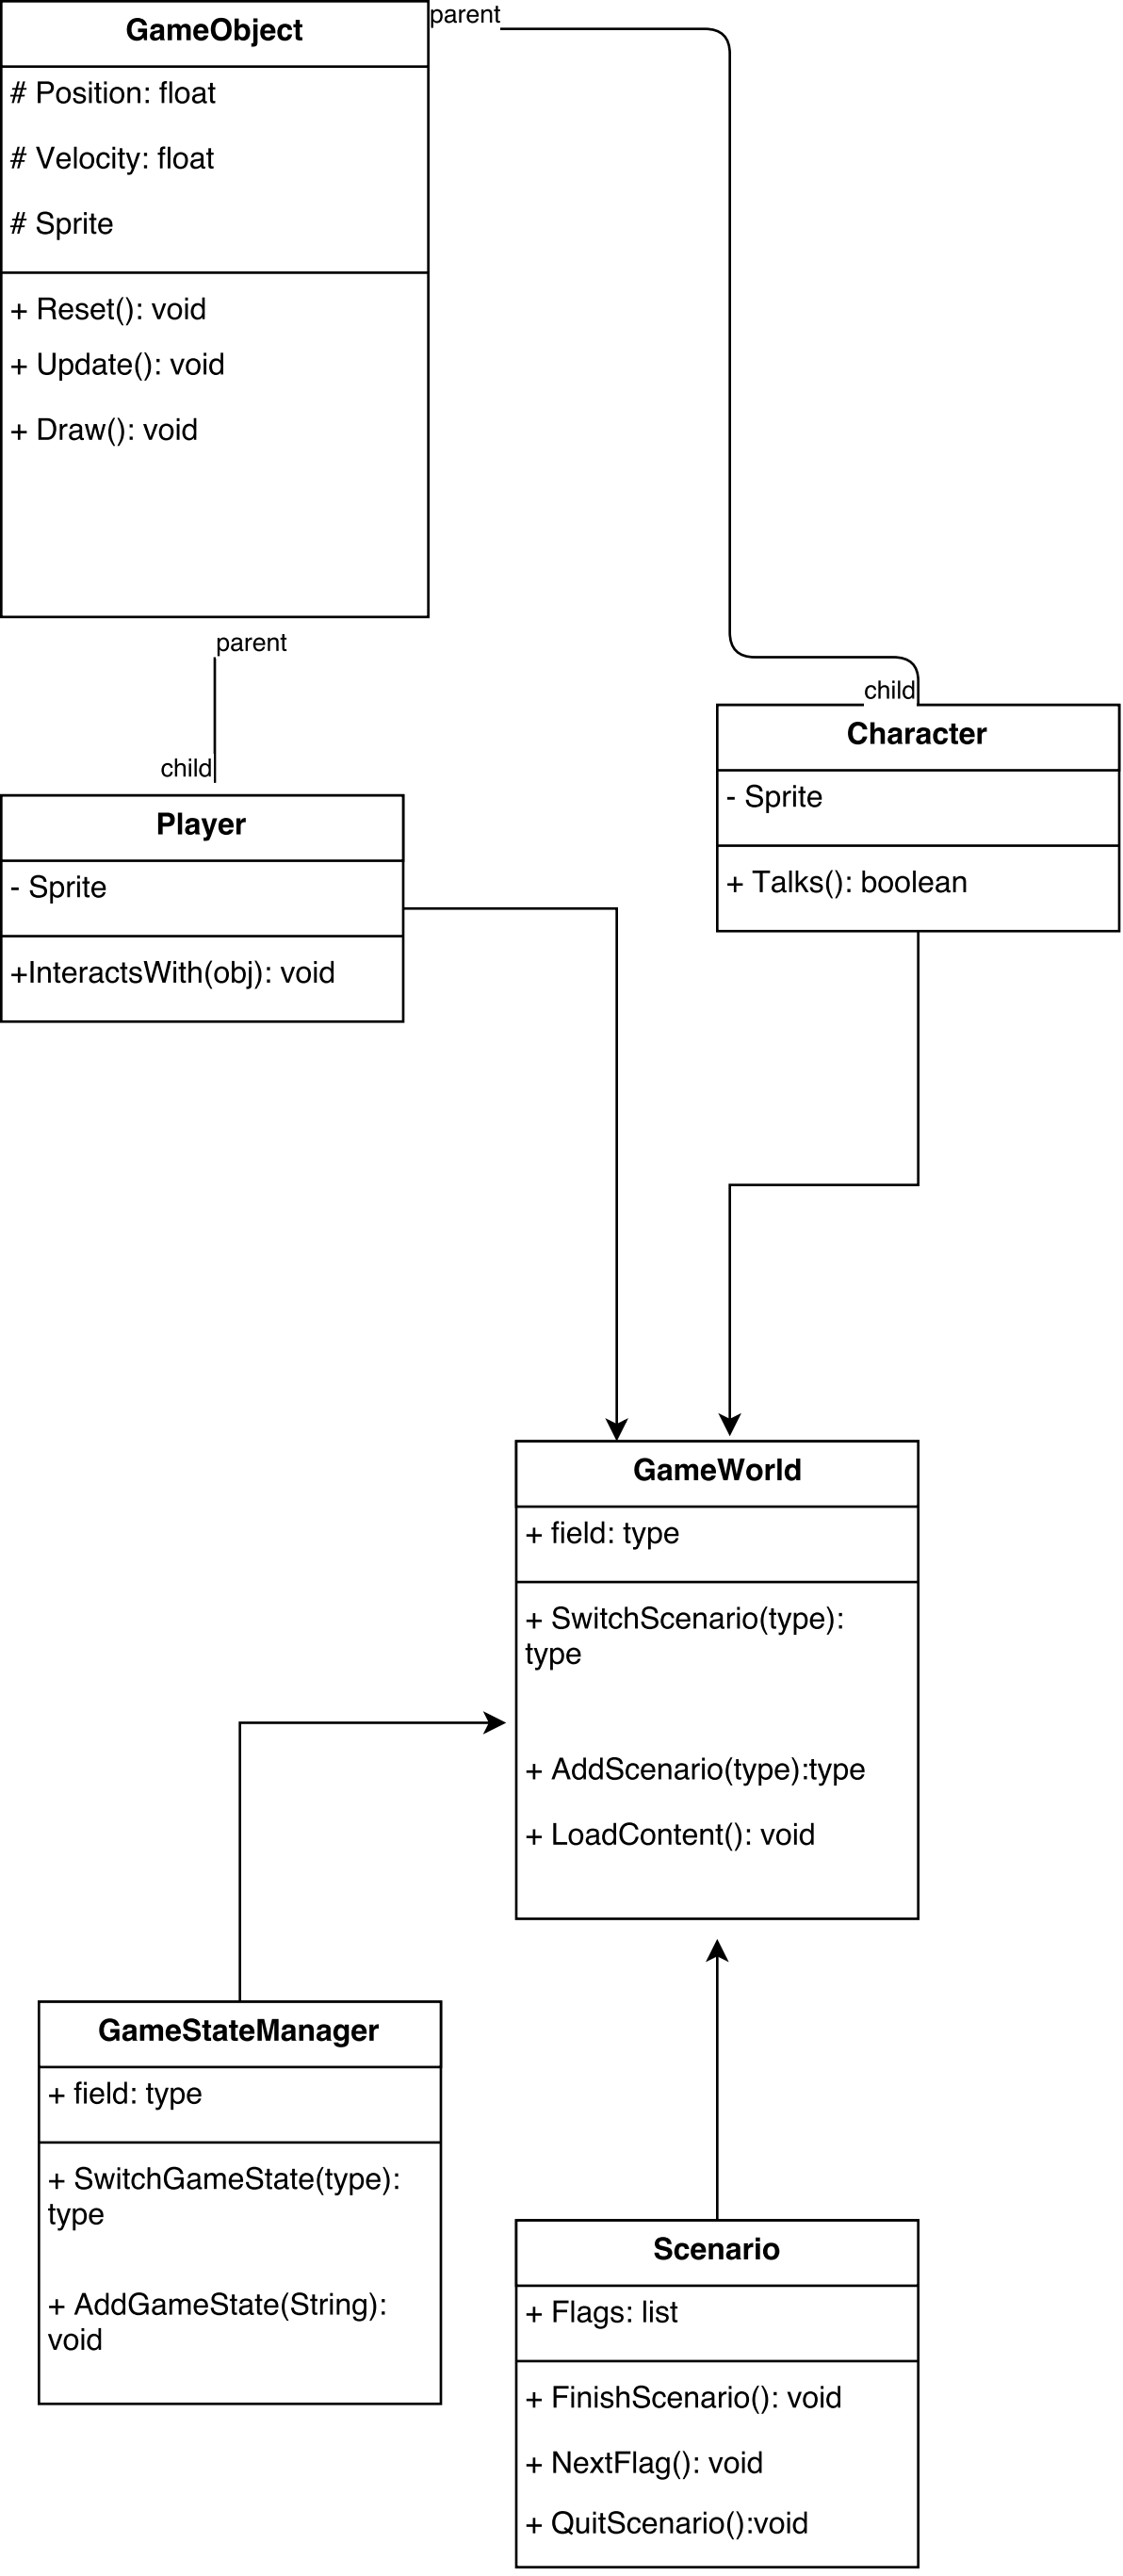 GameObject
# Position: float
# Velocity: float
# Sprite
+ Reset(): void
+ Update(): void
+ Draw(): void
parent
parent
child
child
Player
- Sprite
+InteractsWith(obj): void
Character
- Sprite
+ Talks(): boolean
GameWorld
+ field: type
+ SwitchScenario(type):
type
+ AddScenario(type):type
+ LoadContent(): void
GameStateManager
+ field: type
+ SwitchGameState(type):
type
+ AddGameState(String):
void
Scenario
+ Flags: list
+ FinishScenario(): void
+ NextFlag(): void
+ QuitScenario():void